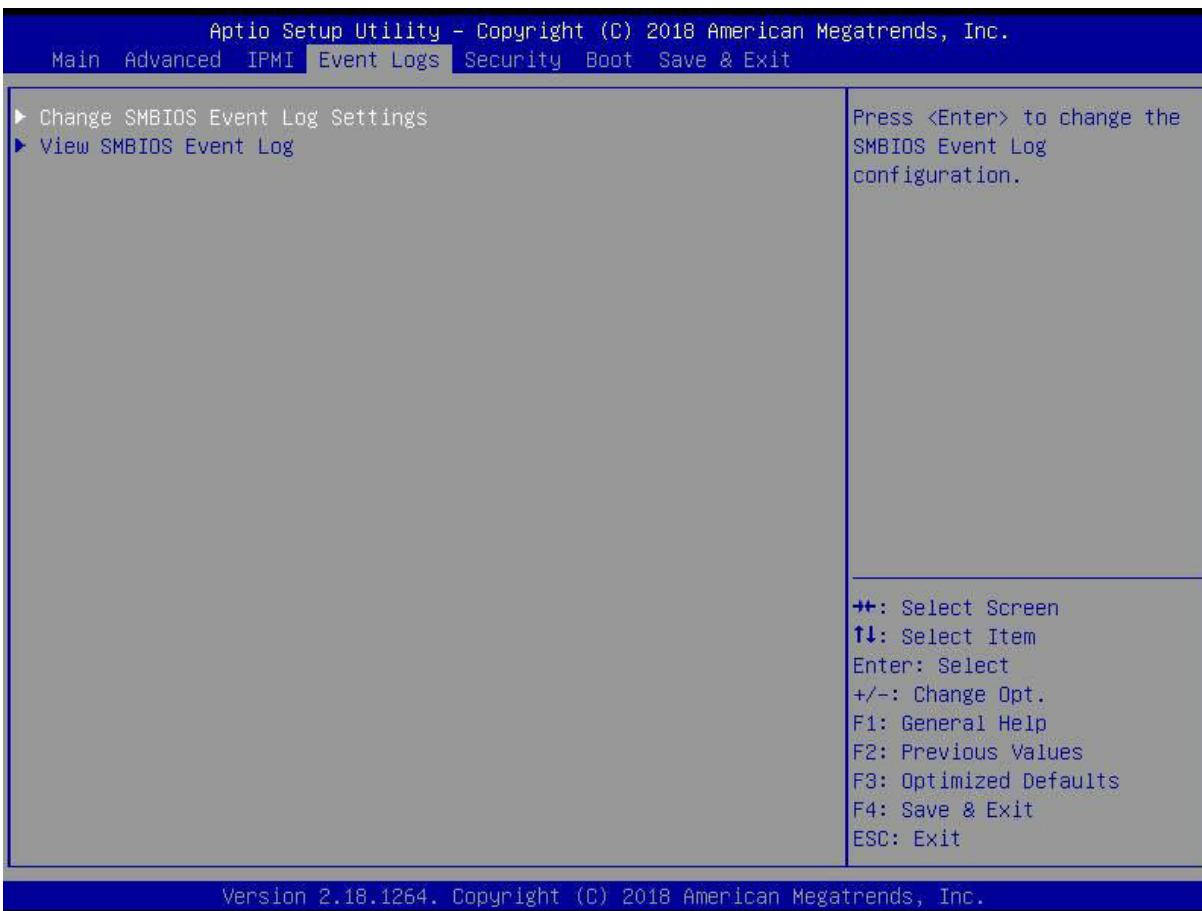 Aptio Setup Utility – Copyright (C) 2018 American Megatrends, Inc.
Main Advanced IPMI Event Logs Security Boot Save & Exit
▶ Change SMBIOS Event Log Settings
▶ View SMBIOS Event Log
Press <Enter> to change the
SMBIOS Event Log
configuration.
→←: Select Screen
↑↓: Select Item
Enter: Select
+/-: Change Opt.
F1: General Help
F2: Previous Values
F3: Optimized Defaults
F4: Save & Exit
ESC: Exit
Version 2.18.1264. Copyright (C) 2018 American Megatrends, Inc.